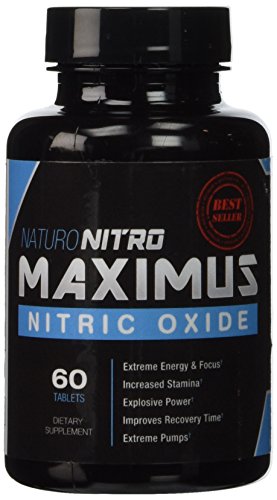 BEST
SELLER
NATURO NITRO
MAXIMUS
NITRIC OXIDE
60
TABLETS
DIETARY
SUPPLEMENT
Extreme Energy & Focus†
Increased Stamina†
Explosive Power†
Improves Recovery Time†
Extreme Pumps†